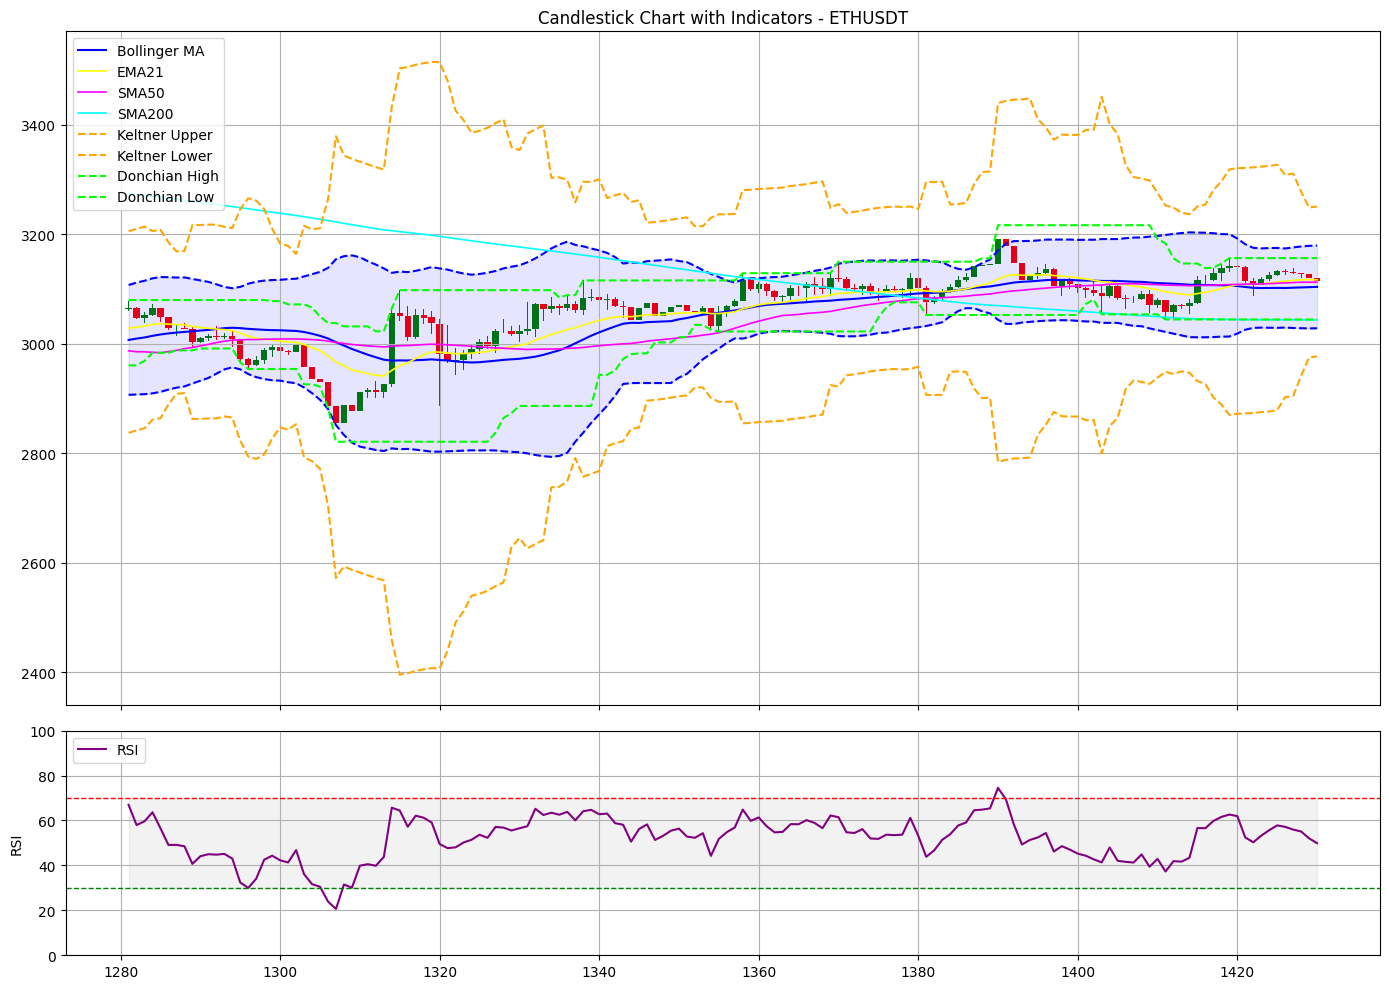 Candlestick Chart with Indicators - ETHUSDT
Bollinger MA
EMA21
SMA50
SMA200
Keltner Upper
Keltner Lower
Donchian High
Donchian Low
3400
3200
3000
2800
2600
2400
RSI
100
80
60
40
20
0
RSI
1280
1300
1320
1340
1360
1380
1400
1420